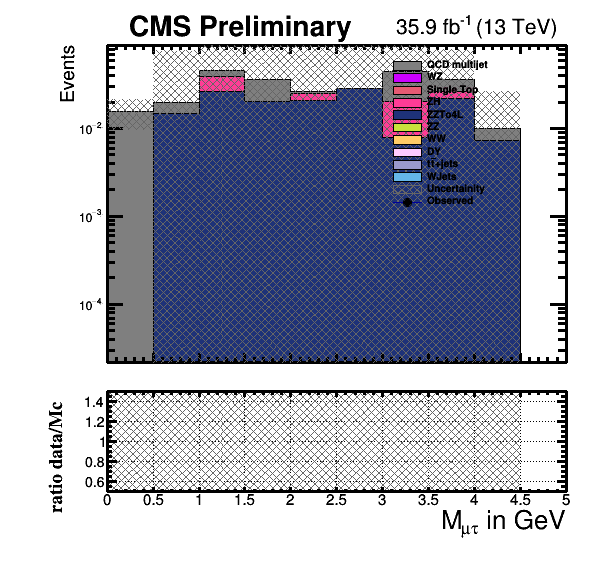 CMS Preliminary
35.9 fb⁻¹ (13 TeV)
Events
10⁻²
10⁻³
10⁻⁴
QCD multijet
WZ
Single Top
ZH
ZZTo4L
ZZ
WW
DY
tt̄+jets
WJets
Uncertainity
Observed
ratio data/Mc
1.4
1.2
1
0.8
0.6
0 0.5 1 1.5 2 2.5 3 3.5 4 4.5 5
Mμτ in GeV